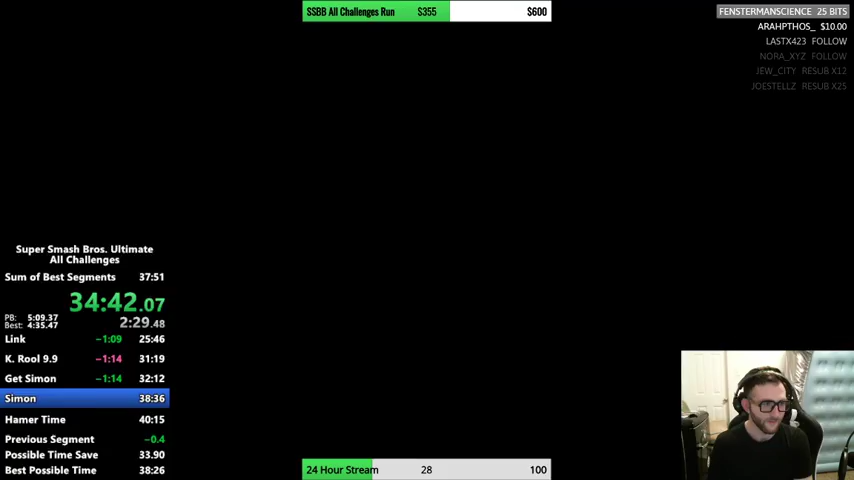 SSBB All Challenges Run $355 $600
FENSTERMANSCIENCE 25 BITS
ARAHPTHOS_ $10.00
LASTX423 FOLLOW
NORA_XYZ FOLLOW
JEW_CITY RESUB X12
JOESTELLZ RESUB X25
Super Smash Bros. Ultimate
All Challenges
Sum of Best Segments 37:51
34:42.07
PB: 5:09.37
Best: 4:35.47
2:29.48
Link −1:09 25:46
K. Rool 9.9 −1:14 31:19
Get Simon −1:14 32:12
Simon 38:36
Hamer Time 40:15
Previous Segment −0.4
Possible Time Save 33.90
Best Possible Time 38:26
24 Hour Stream 28 100